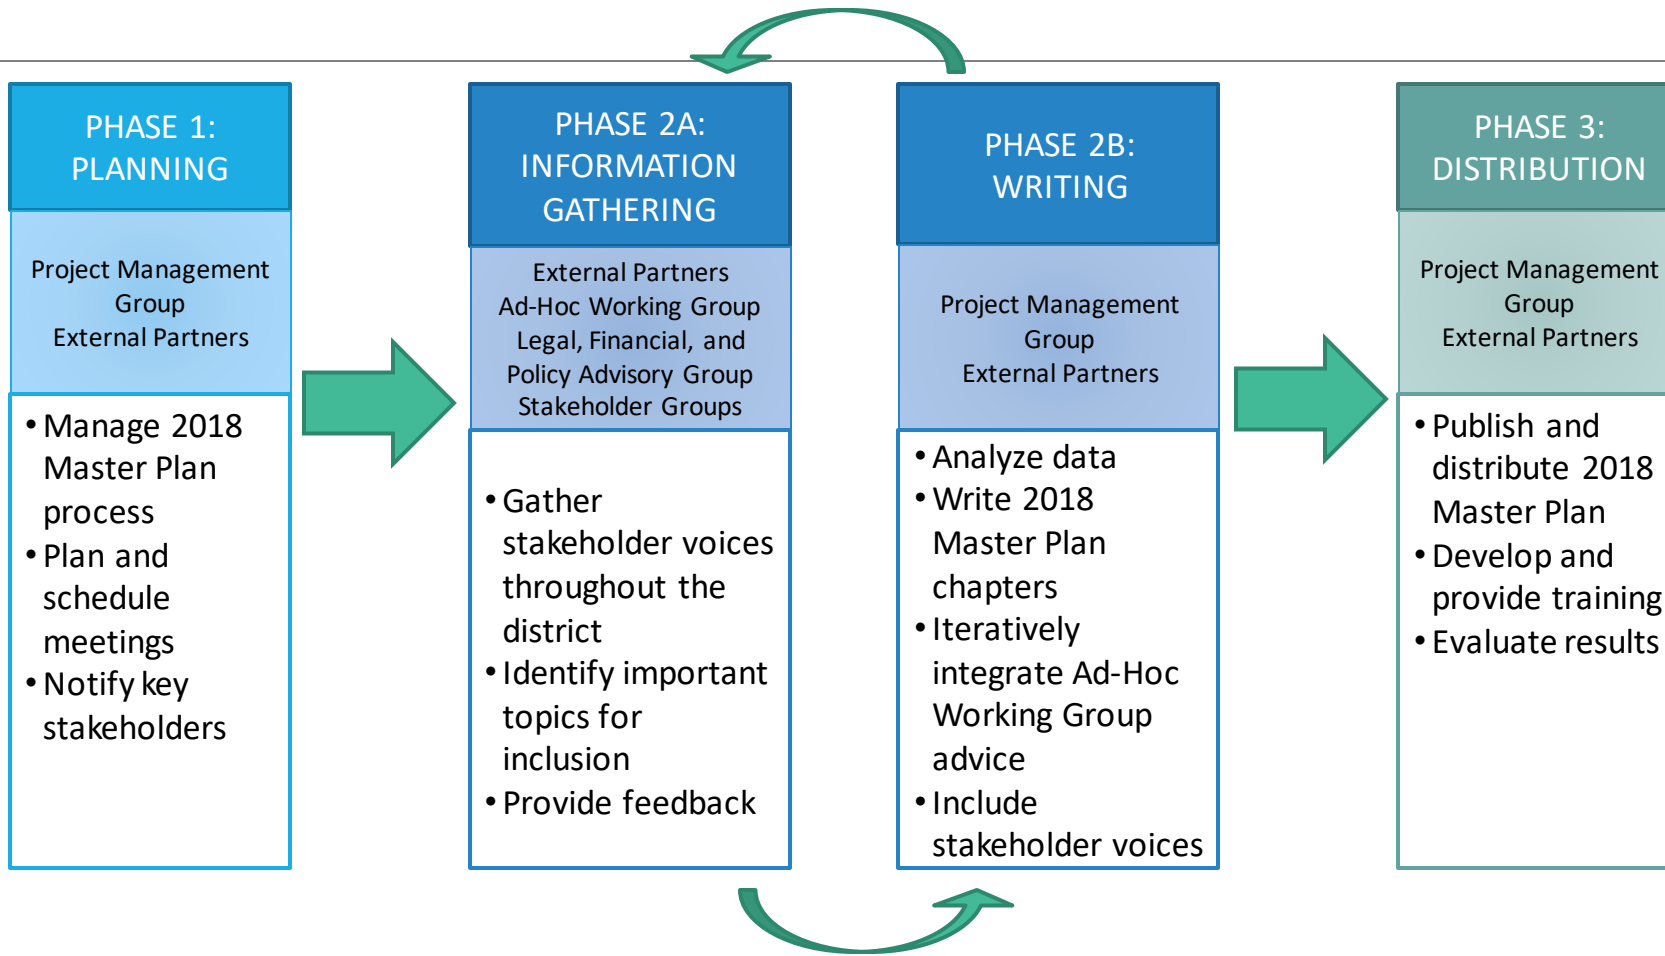 PHASE 1:
PLANNING
Project Management
Group
External Partners
• Manage 2018
Master Plan
process
• Plan and
schedule
meetings
• Notify key
stakeholders
PHASE 2A:
INFORMATION
GATHERING
External Partners
Ad-Hoc Working Group
Legal, Financial, and
Policy Advisory Group
Stakeholder Groups
• Gather
stakeholder voices
throughout the
district
• Identify important
topics for
inclusion
• Provide feedback
PHASE 2B:
WRITING
Project Management
Group
External Partners
• Analyze data
• Write 2018
Master Plan
chapters
• Iteratively
integrate Ad-Hoc
Working Group
advice
• Include
stakeholder voices
PHASE 3:
DISTRIBUTION
Project Management
Group
External Partners
• Publish and
distribute 2018
Master Plan
• Develop and
provide training
• Evaluate results